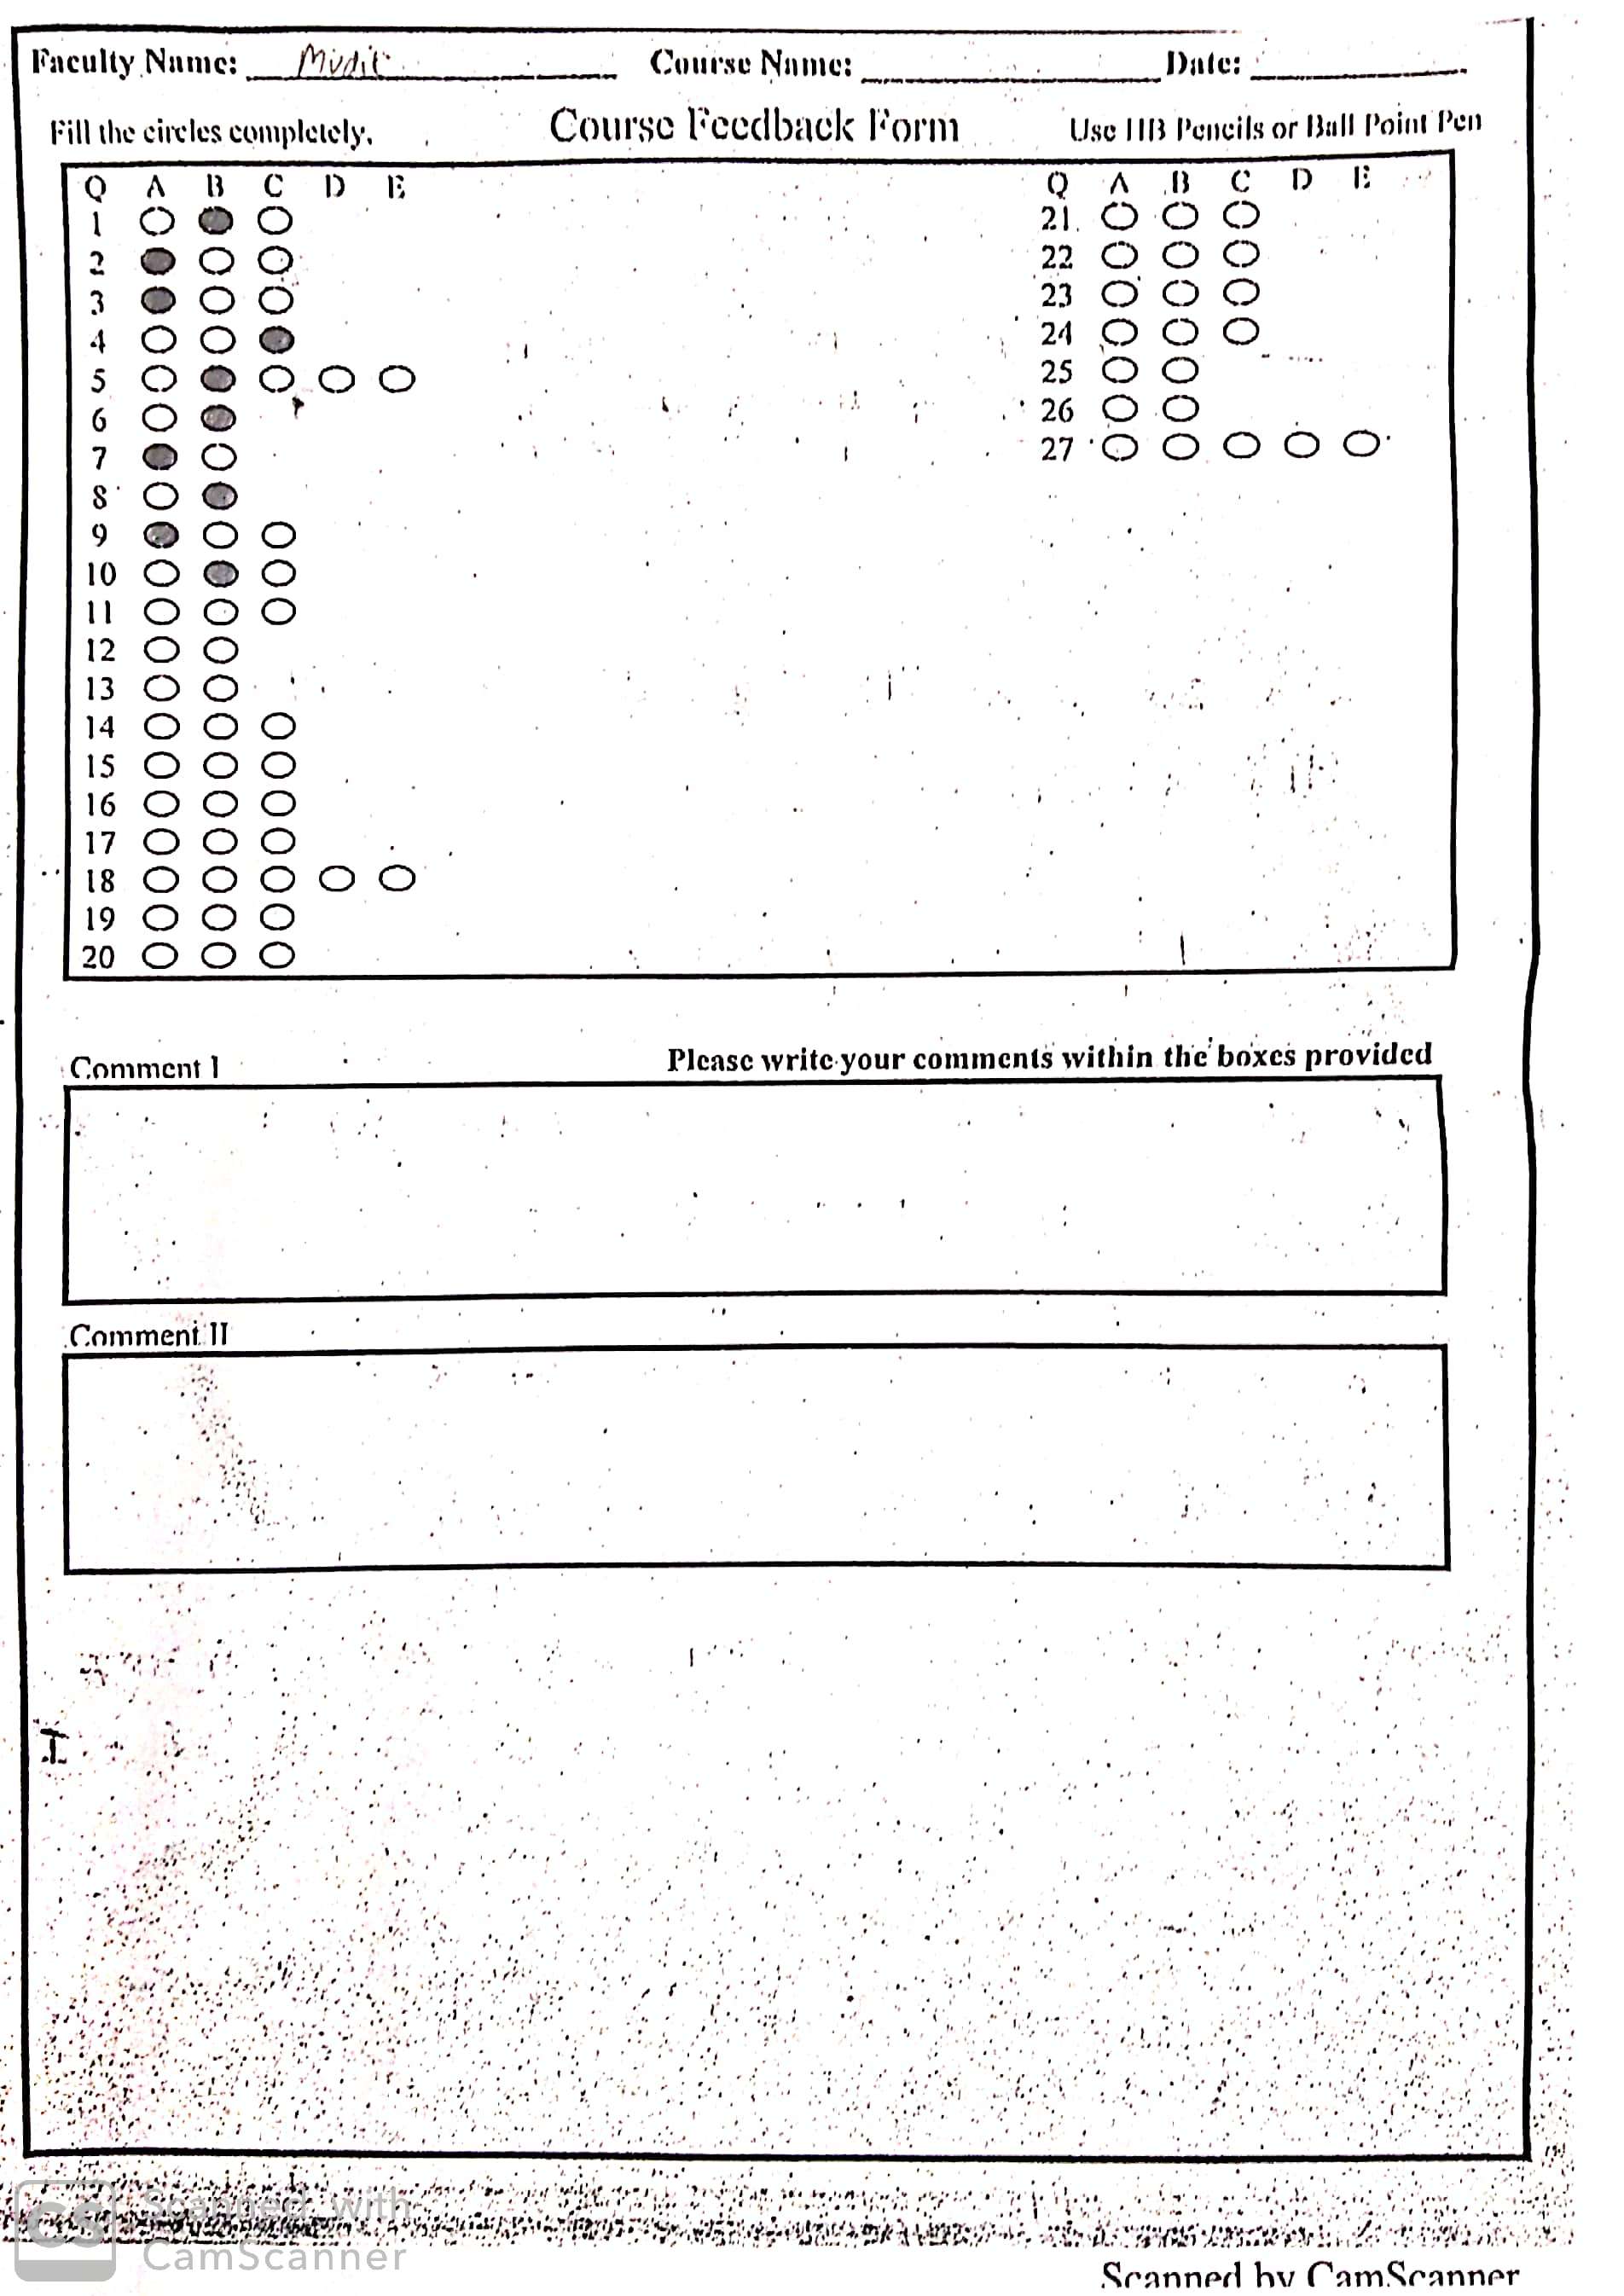 Faculty Name: Mudit Course Name: Date:
Fill the circles completely. Course Feedback Form Use HB Pencils or Ball Point Pen
Q A B C D E Q A B C D E
1 21
2 22
3 23
4 24
5 25
6 26
7 27
8
9
10
11
12
13
14
15
16
17
18
19
20
Comment I Please write your comments within the boxes provided
Comment II
I
CS Scanned with
CamScanner
Scanned by CamScanner